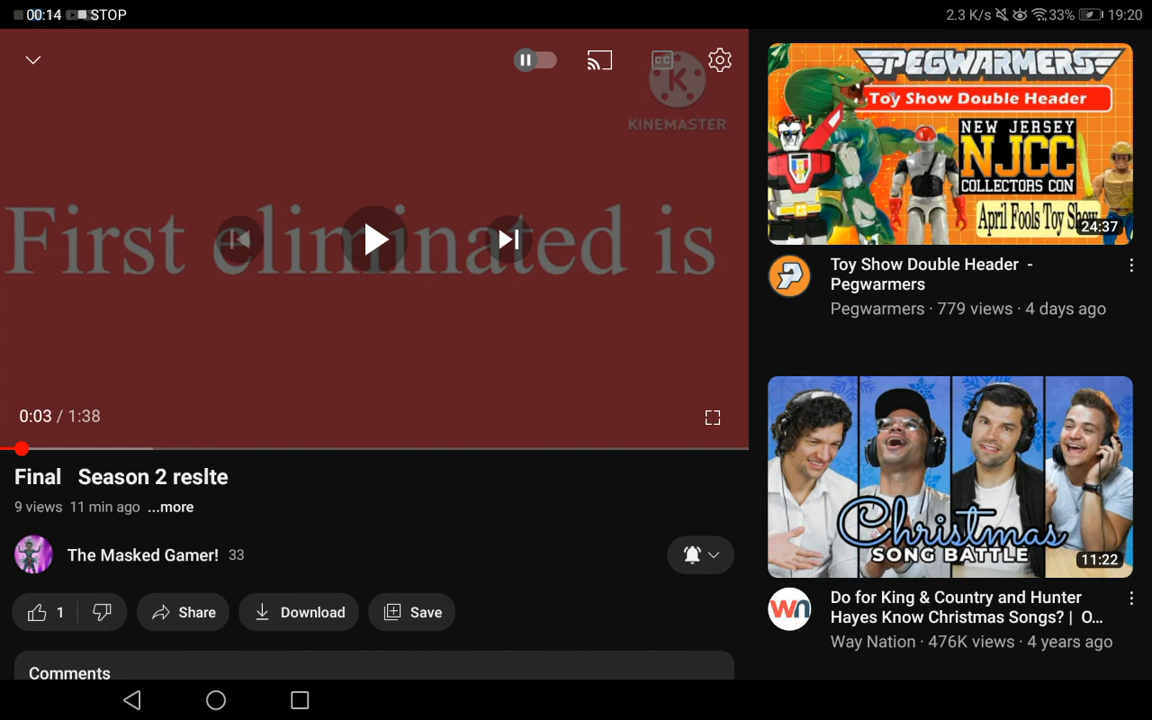 00:14 STOP
2.3 K/s 33% 19:20
CC
K
KINEMASTER
First eliminated is
0:03 / 1:38
Final Season 2 reslte
9 views 11 min ago ...more
The Masked Gamer! 33
1 Share Download Save
Comments
PEGWARMERS
Toy Show Double Header
NEW JERSEY
NJCC
COLLECTORS CON
April Fools Toy Show
24:37
Toy Show Double Header -
Pegwarmers
Pegwarmers · 779 views · 4 days ago
Christmas
SONG BATTLE
11:22
WN
Do for King & Country and Hunter
Hayes Know Christmas Songs? | O...
Way Nation · 476K views · 4 years ago